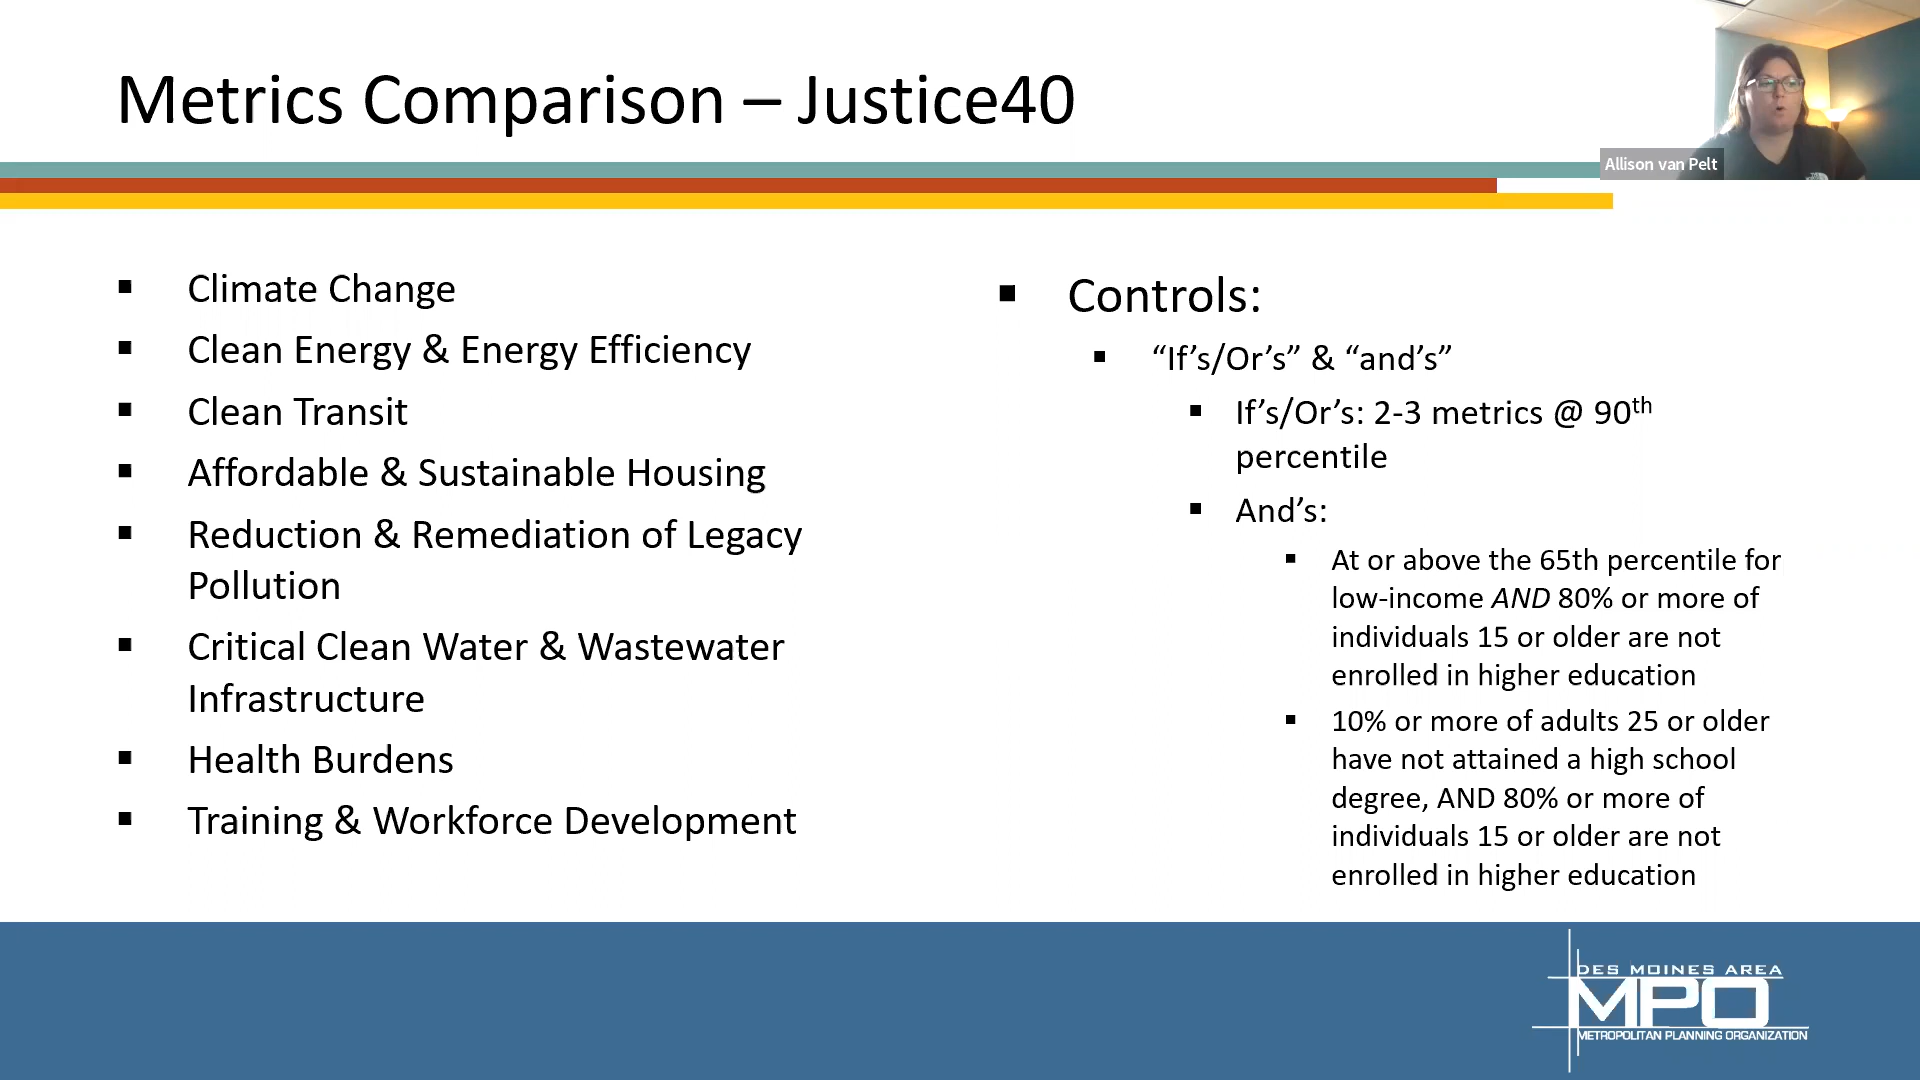 Metrics Comparison – Justice40
Allison van Pelt
Climate Change
Clean Energy & Energy Efficiency
Clean Transit
Affordable & Sustainable Housing
Reduction & Remediation of Legacy
Pollution
Critical Clean Water & Wastewater
Infrastructure
Health Burdens
Training & Workforce Development
Controls:
“If’s/Or’s” & “and’s”
If’s/Or’s: 2-3 metrics @ 90th
percentile
And’s:
At or above the 65th percentile for
low-income AND 80% or more of
individuals 15 or older are not
enrolled in higher education
10% or more of adults 25 or older
have not attained a high school
degree, AND 80% or more of
individuals 15 or older are not
enrolled in higher education
DES MOINES AREA
MPO
METROPOLITAN PLANNING ORGANIZATION